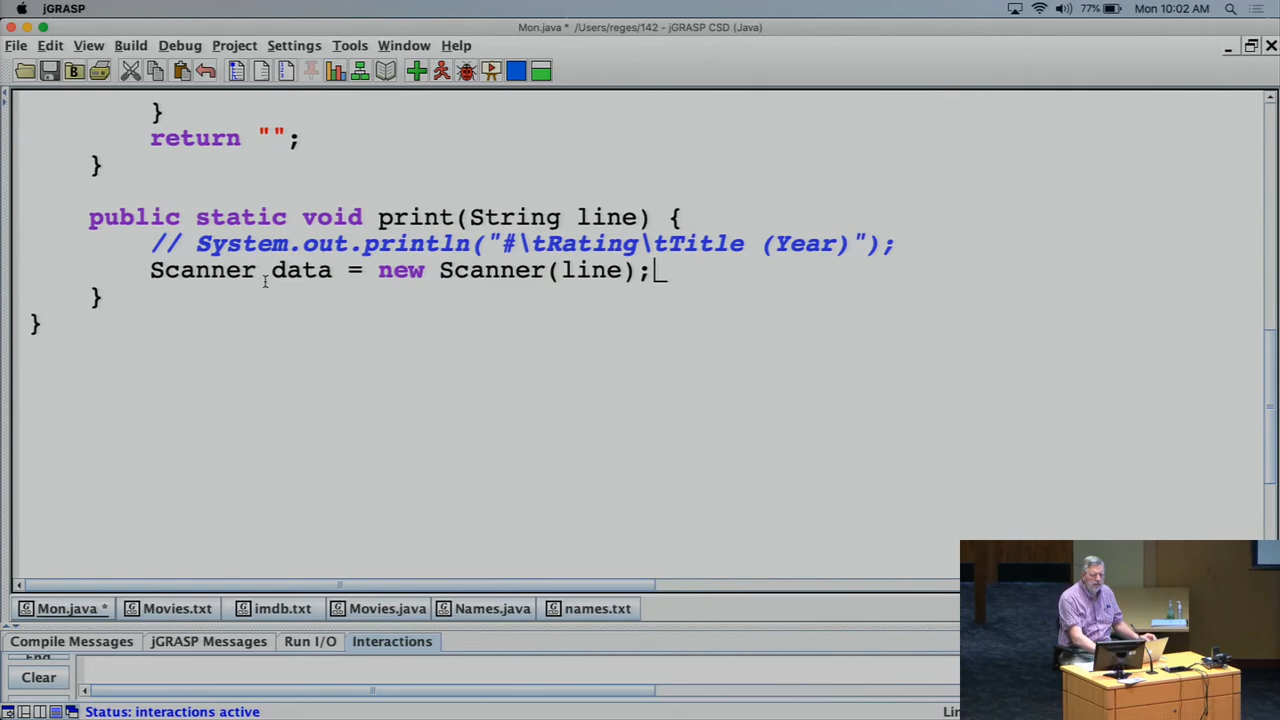 jGRASP
77% Mon 10:02 AM
Mon.java * /Users/reges/142 - jGRASP CSD (Java)
File Edit View Build Debug Project Settings Tools Window Help
}
return "";
}
public static void print(String line) {
// System.out.println("#\tRating\tTitle (Year)");
Scanner data = new Scanner(line);
}
}
Mon.java * Movies.txt imdb.txt Movies.java Names.java names.txt
Compile Messages jGRASP Messages Run I/O Interactions
End
Clear
Status: interactions active